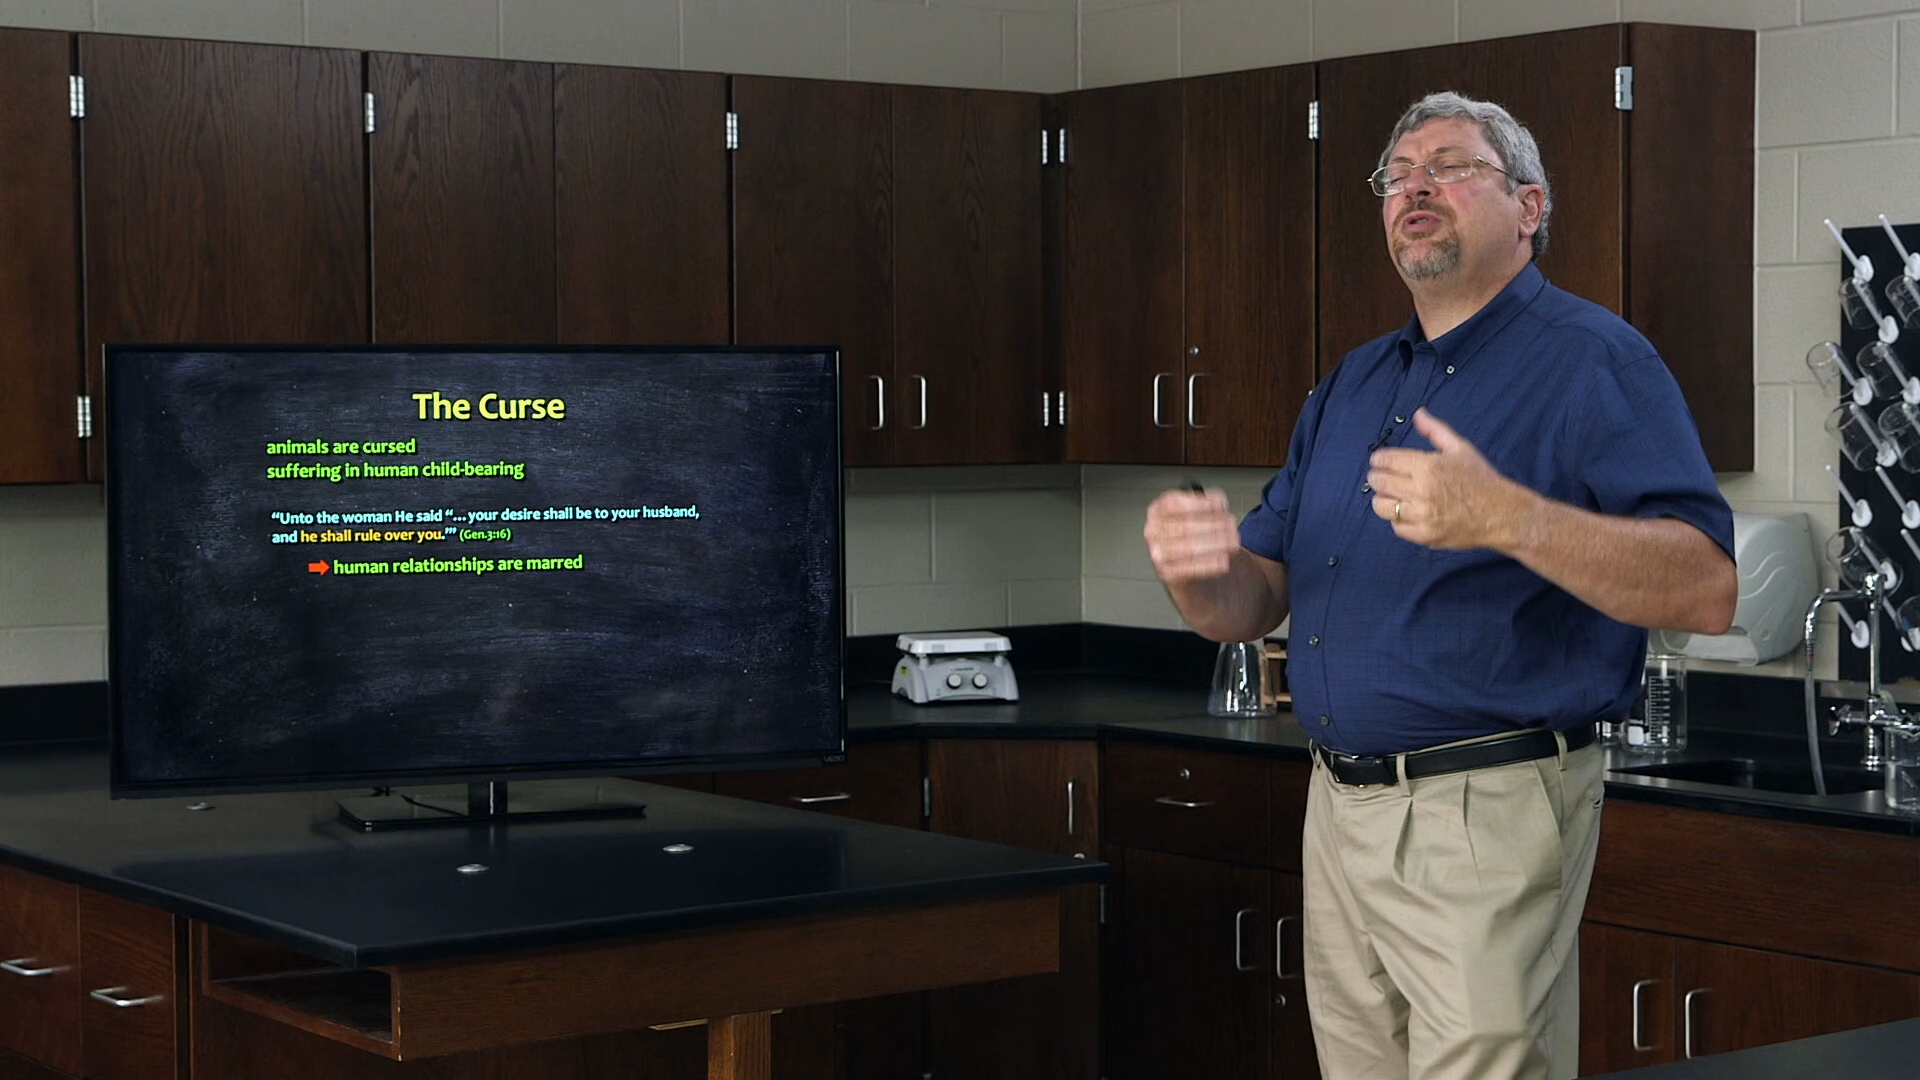 The Curse
animals are cursed
suffering in human child-bearing
“Unto the woman He said “... your desire shall be to your husband,
and he shall rule over you.’” (Gen.3:16)
human relationships are marred
VIZIO